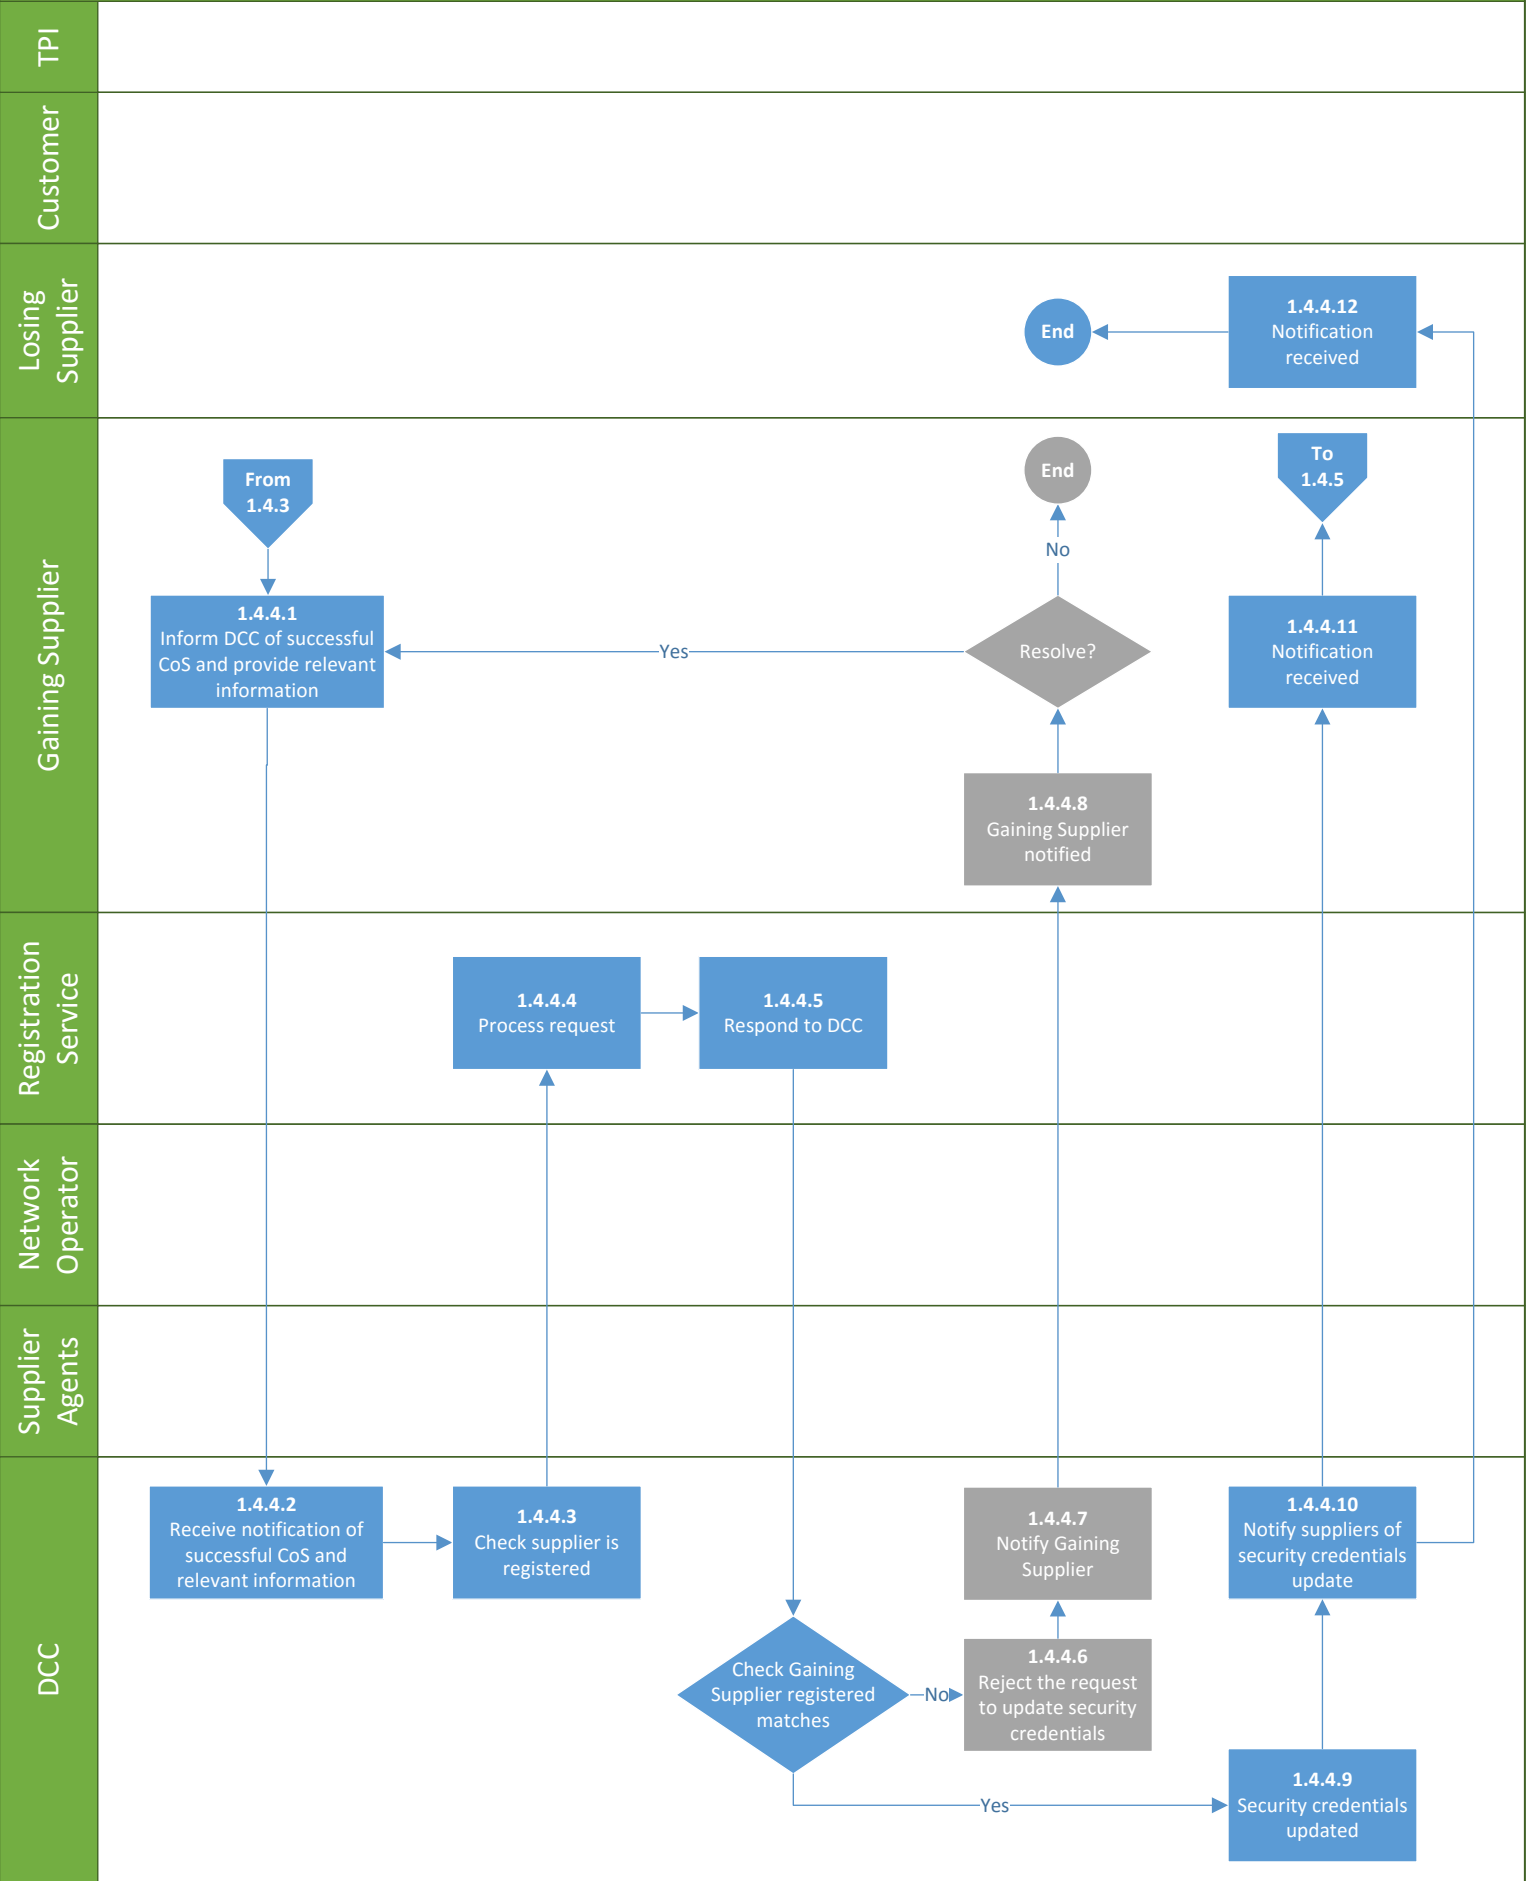 TPI
Customer
Losing
Supplier
End
1.4.4.12
Notification
received
Gaining Supplier
From
1.4.3
End
To
1.4.5
No
1.4.4.1
Inform DCC of successful
CoS and provide relevant
information
Yes
Resolve?
1.4.4.11
Notification
received
1.4.4.8
Gaining Supplier
notified
Registration
Service
1.4.4.4
Process request
1.4.4.5
Respond to DCC
Network
Operator
Supplier
Agents
DCC
1.4.4.2
Receive notification of
successful CoS and
relevant information
1.4.4.3
Check supplier is
registered
1.4.4.7
Notify Gaining
Supplier
1.4.4.10
Notify suppliers of
security credentials
update
Check Gaining
Supplier registered
matches
No
1.4.4.6
Reject the request
to update security
credentials
Yes
1.4.4.9
Security credentials
updated